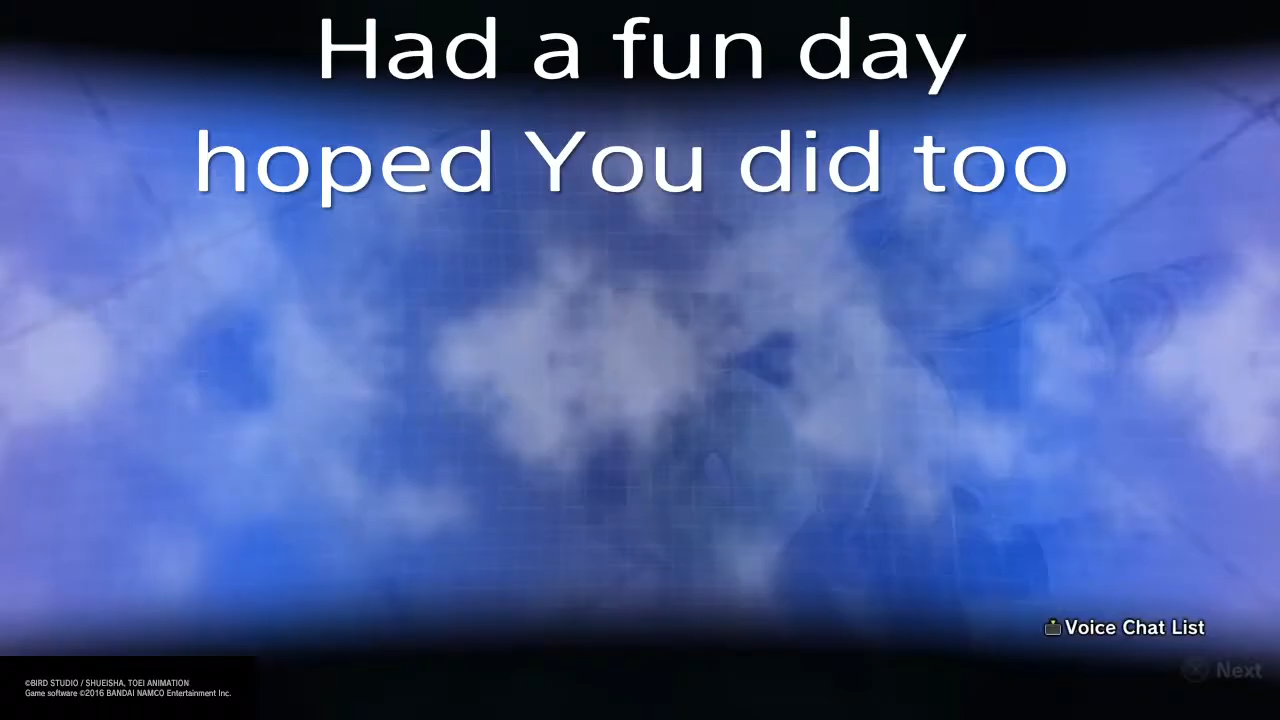 Had a fun day
hoped You did too
Voice Chat List
Next
©BIRD STUDIO / SHUEISHA, TOEI ANIMATION
Game software ©2016 BANDAI NAMCO Entertainment Inc.